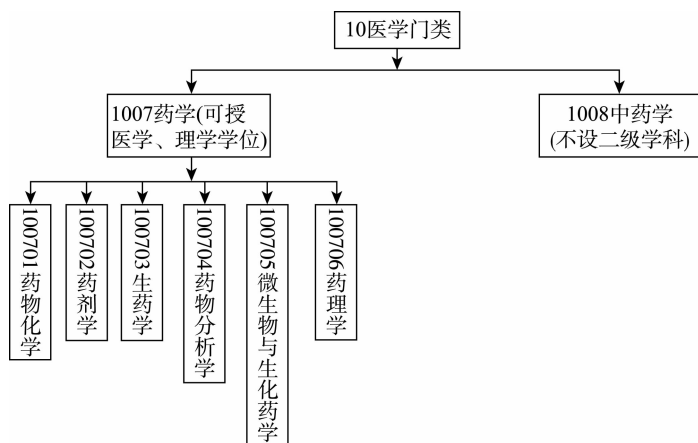 10医学门类
1007药学(可授
医学、理学学位)
1008中药学
(不设二级学科)
100701药物化学
100702药剂学
100703生药学
100704药物分析学
100705微生物与生化药学
100706药理学